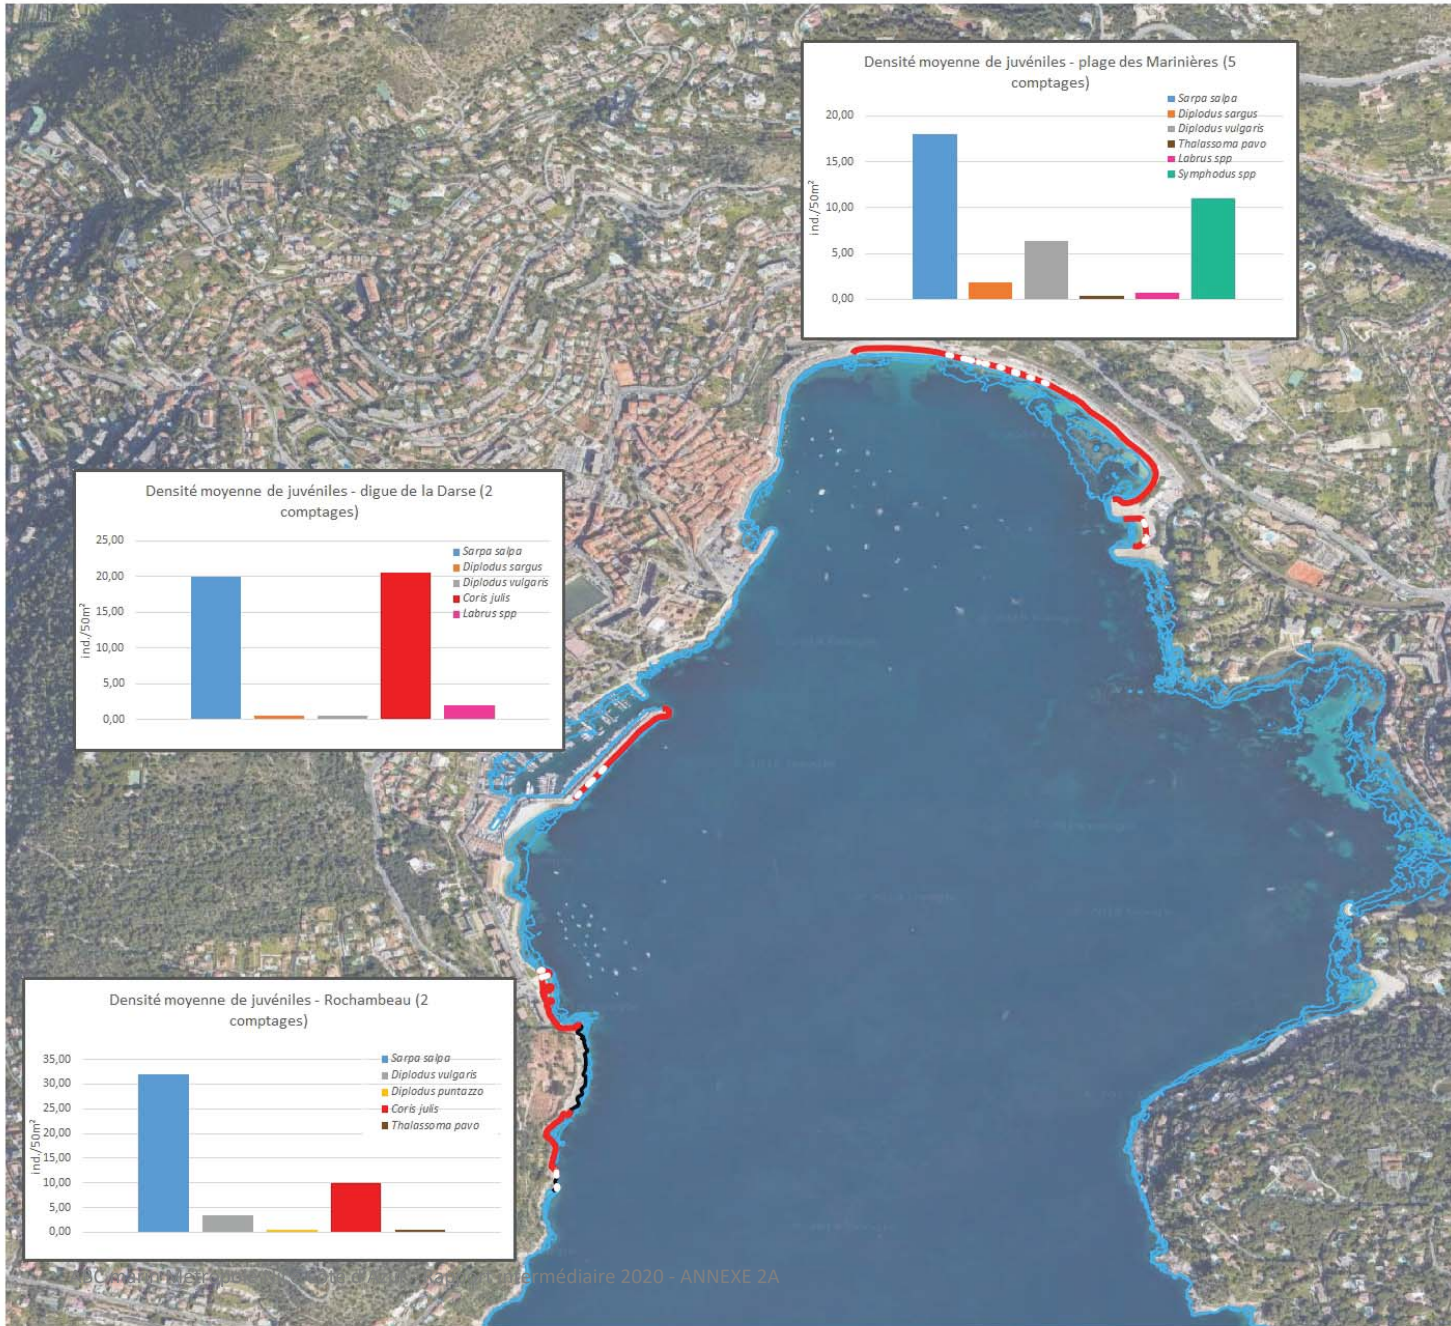 Densité moyenne de juvéniles - plage des Marinières (5
comptages)
20,00
15,00
10,00
5,00
0,00
ind./50m²
Sarpa salpa
Diplodus sargus
Diplodus vulgaris
Thalassoma pavo
Labrus spp
Symphodus spp
Densité moyenne de juvéniles - digue de la Darse (2
comptages)
25,00
20,00
15,00
10,00
5,00
0,00
ind./50m²
Sarpa salpa
Diplodus sargus
Diplodus vulgaris
Coris julis
Labrus spp
Densité moyenne de juvéniles - Rochambeau (2
comptages)
35,00
30,00
25,00
20,00
15,00
10,00
5,00
0,00
ind./50m²
Sarpa salpa
Diplodus vulgaris
Diplodus puntazzo
Coris julis
Thalassoma pavo
2020 - ANNEXE 2A